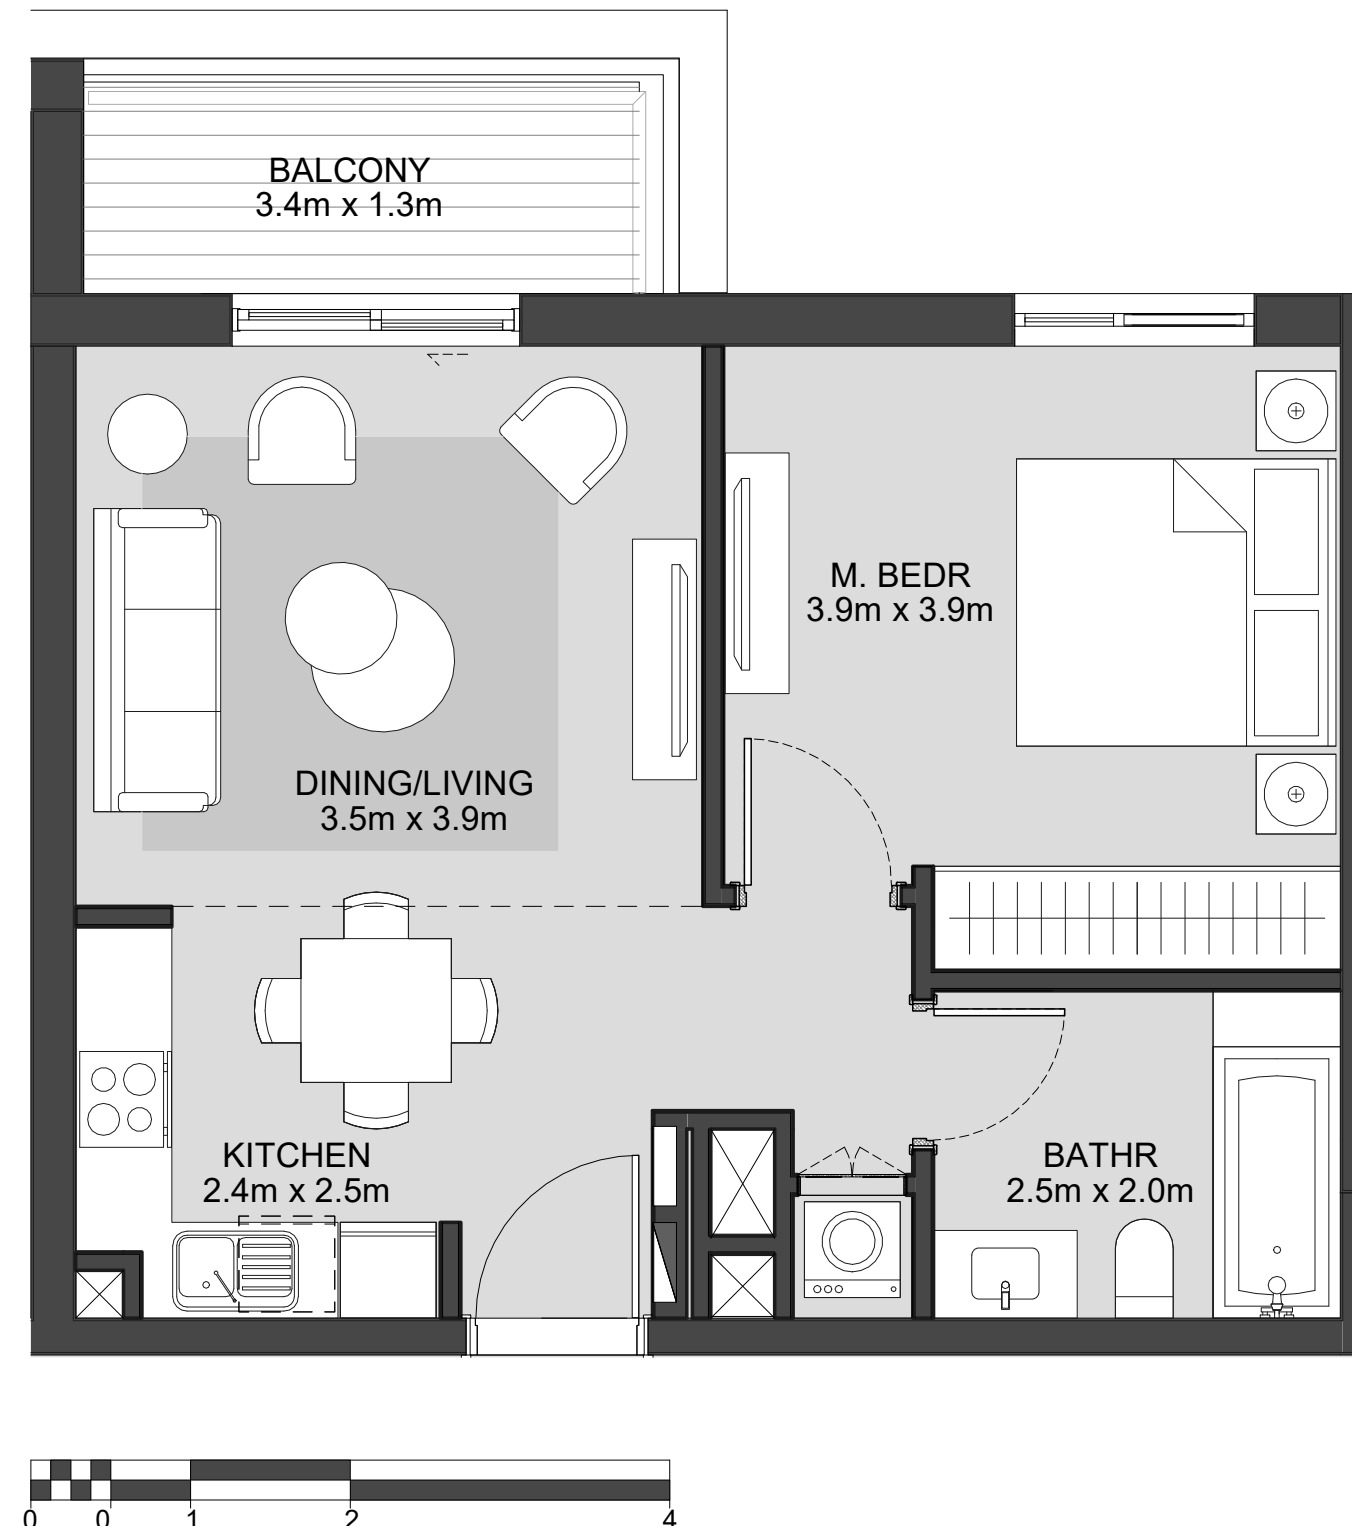 BALCONY
3.4m x 1.3m
M. BEDR
3.9m x 3.9m
DINING/LIVING
3.5m x 3.9m
KITCHEN
2.4m x 2.5m
BATHR
2.5m x 2.0m
0 0 1 2 4